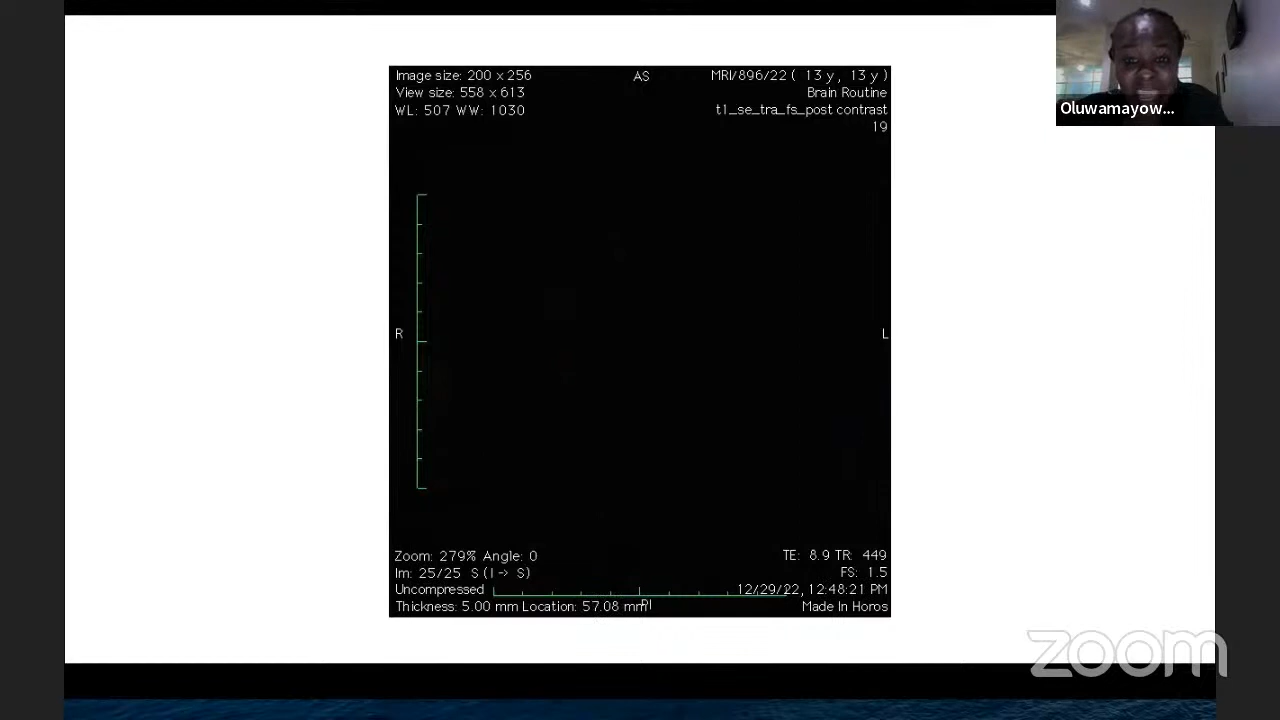 Image size: 200 x 256
View size: 558 x 613
WL: 507 WW: 1030
AS
MRI/896/22 ( 13 y , 13 y )
Brain Routine
t1_se_tra_fs_post contrast
19
R
L
Zoom: 279% Angle: 0
Im: 25/25 S (I -> S)
Uncompressed
Thickness: 5.00 mm Location: 57.08 mm
PI
TE: 8.9 TR: 449
FS: 1.5
12/29/22, 12:48:21 PM
Made In Horos
Oluwamayow...
zoom